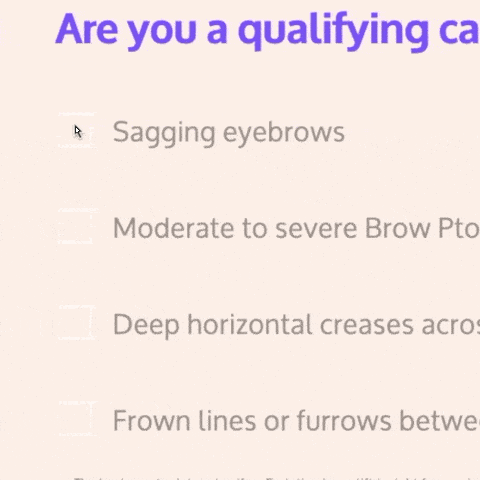 Are you a qualifying ca
Sagging eyebrows
Moderate to severe Brow Pto
Deep horizontal creases acros
Frown lines or furrows betwe